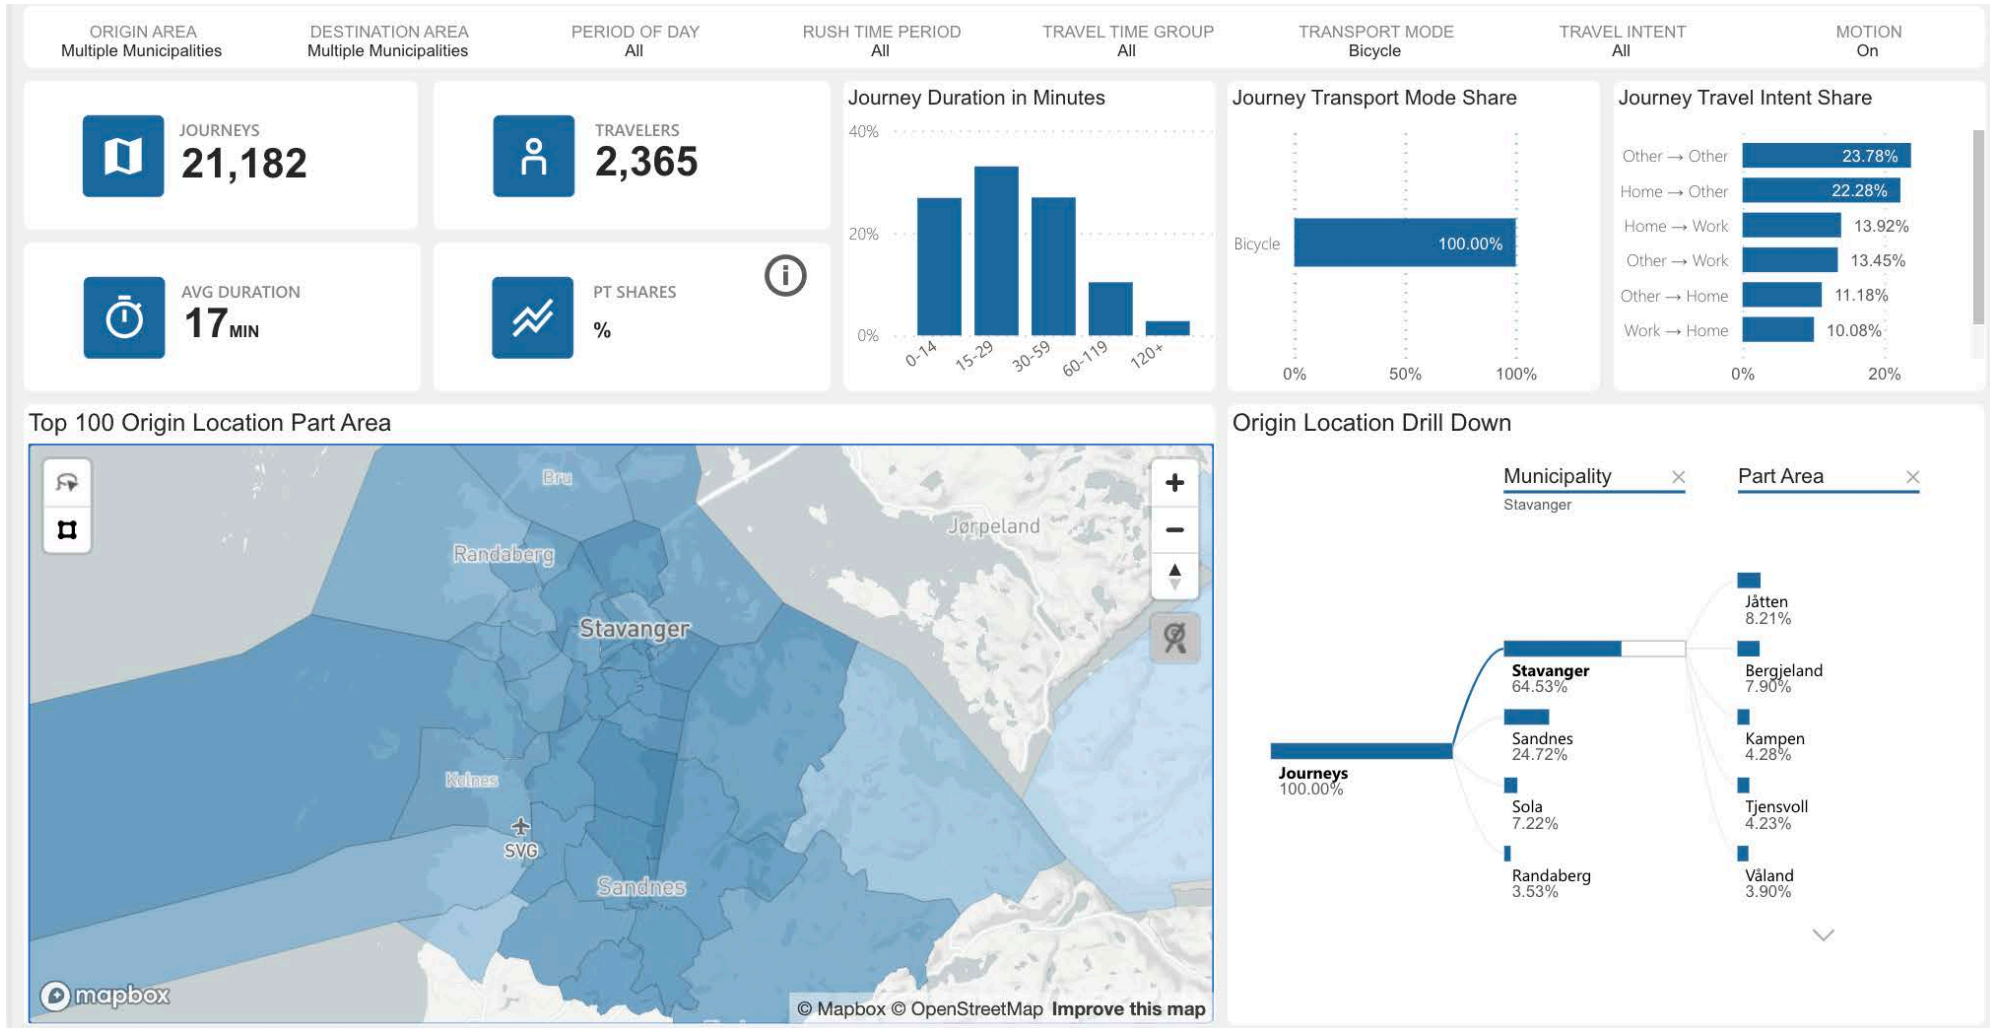 ORIGIN AREA
Multiple Municipalities
DESTINATION AREA
Multiple Municipalities
PERIOD OF DAY
All
RUSH TIME PERIOD
All
TRAVEL TIME GROUP
All
TRANSPORT MODE
Bicycle
TRAVEL INTENT
All
MOTION
On
JOURNEYS
21,182
TRAVELERS
2,365
AVG DURATION
17 MIN
PT SHARES
%
Journey Duration in Minutes
40%
20%
0%
0-14
15-29
30-59
60-119
120+
Journey Transport Mode Share
Bicycle
100.00%
0%
50%
100%
Journey Travel Intent Share
Other → Other
23.78%
Home → Other
22.28%
Home → Work
13.92%
Other → Work
13.45%
Other → Home
11.18%
Work → Home
10.08%
0%
20%
Top 100 Origin Location Part Area
Bru
Jørpeland
Randaberg
Stavanger
Kolnes
SVG
Sandnes
mapbox
© Mapbox © OpenStreetMap Improve this map
Origin Location Drill Down
Municipality
Stavanger
Part Area
Journeys
100.00%
Stavanger
64.53%
Sandnes
24.72%
Sola
7.22%
Randaberg
3.53%
Jåtten
8.21%
Bergjeland
7.90%
Kampen
4.28%
Tjensvoll
4.23%
Våland
3.90%